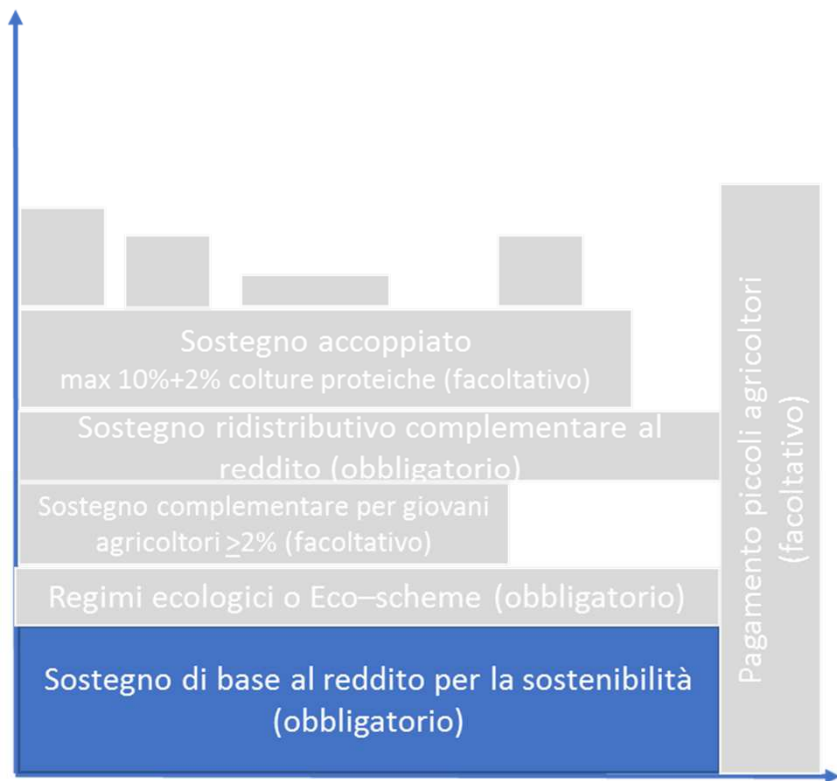 Sostegno accoppiato
max 10%+2% colture proteiche (facoltativo)
Sostegno ridistributivo complementare al
reddito (obbligatorio)
Sostegno complementare per giovani
agricoltori ≥2% (facoltativo)
Regimi ecologici o Eco–scheme (obbligatorio)
Sostegno di base al reddito per la sostenibilità
(obbligatorio)
Pagamento piccoli agricoltori
(facoltativo)